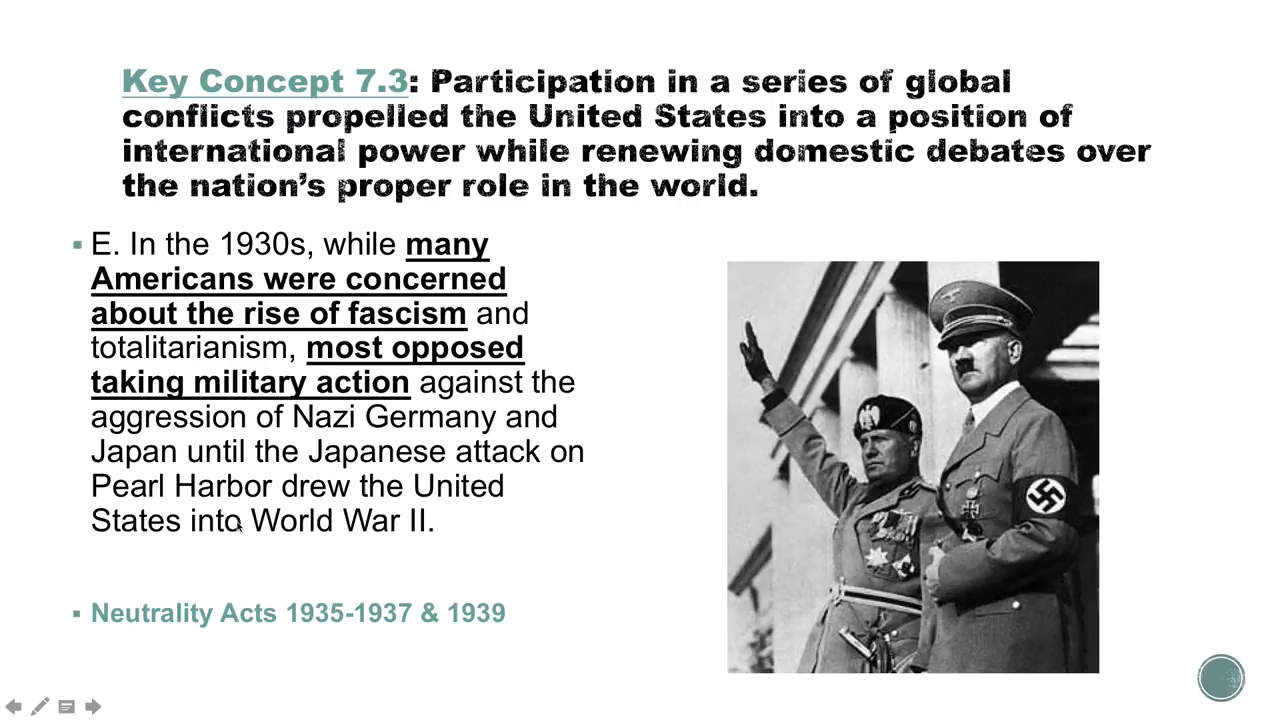 Key Concept 7.3: Participation in a series of global
conflicts propelled the United States into a position of
international power while renewing domestic debates over
the nation’s proper role in the world.
E. In the 1930s, while many
Americans were concerned
about the rise of fascism and
totalitarianism, most opposed
taking military action against the
aggression of Nazi Germany and
Japan until the Japanese attack on
Pearl Harbor drew the United
States into World War II.
Neutrality Acts 1935-1937 & 1939